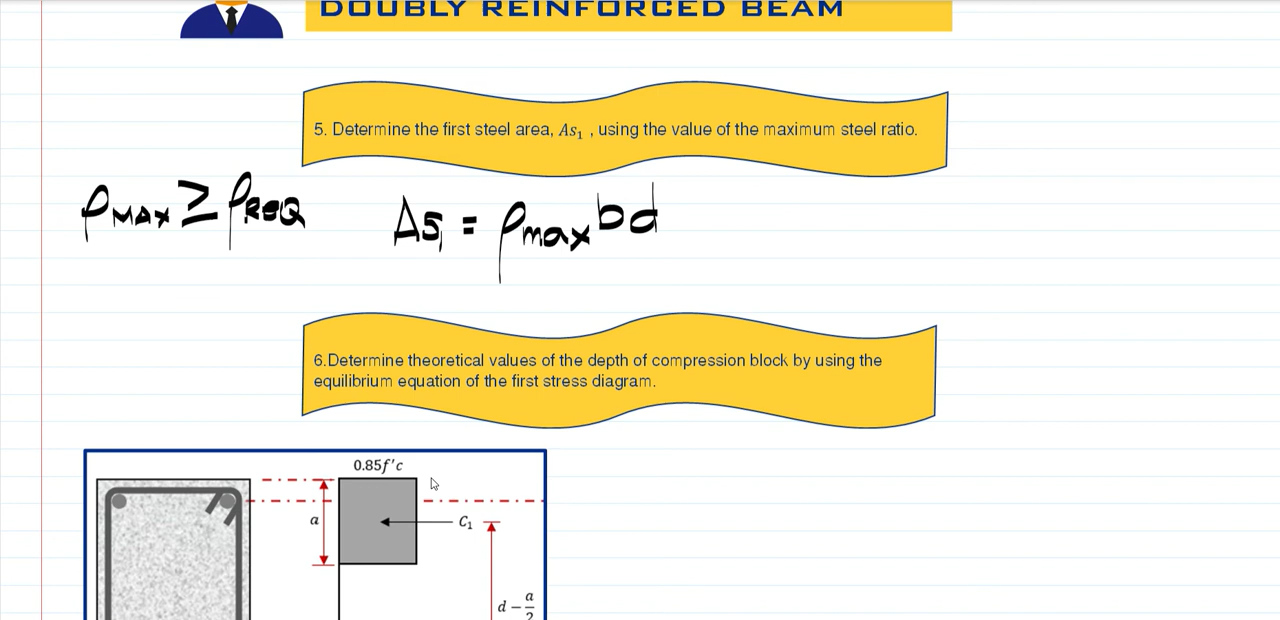 DOUBLY REINFORCED BEAM
5. Determine the first steel area, As₁ , using the value of the maximum steel ratio.
ρMAX ≥ ρREQ
As₁ = ρmax bd
6.Determine theoretical values of the depth of compression block by using the
equilibrium equation of the first stress diagram.
0.85f'c
a
C₁
d − a/2